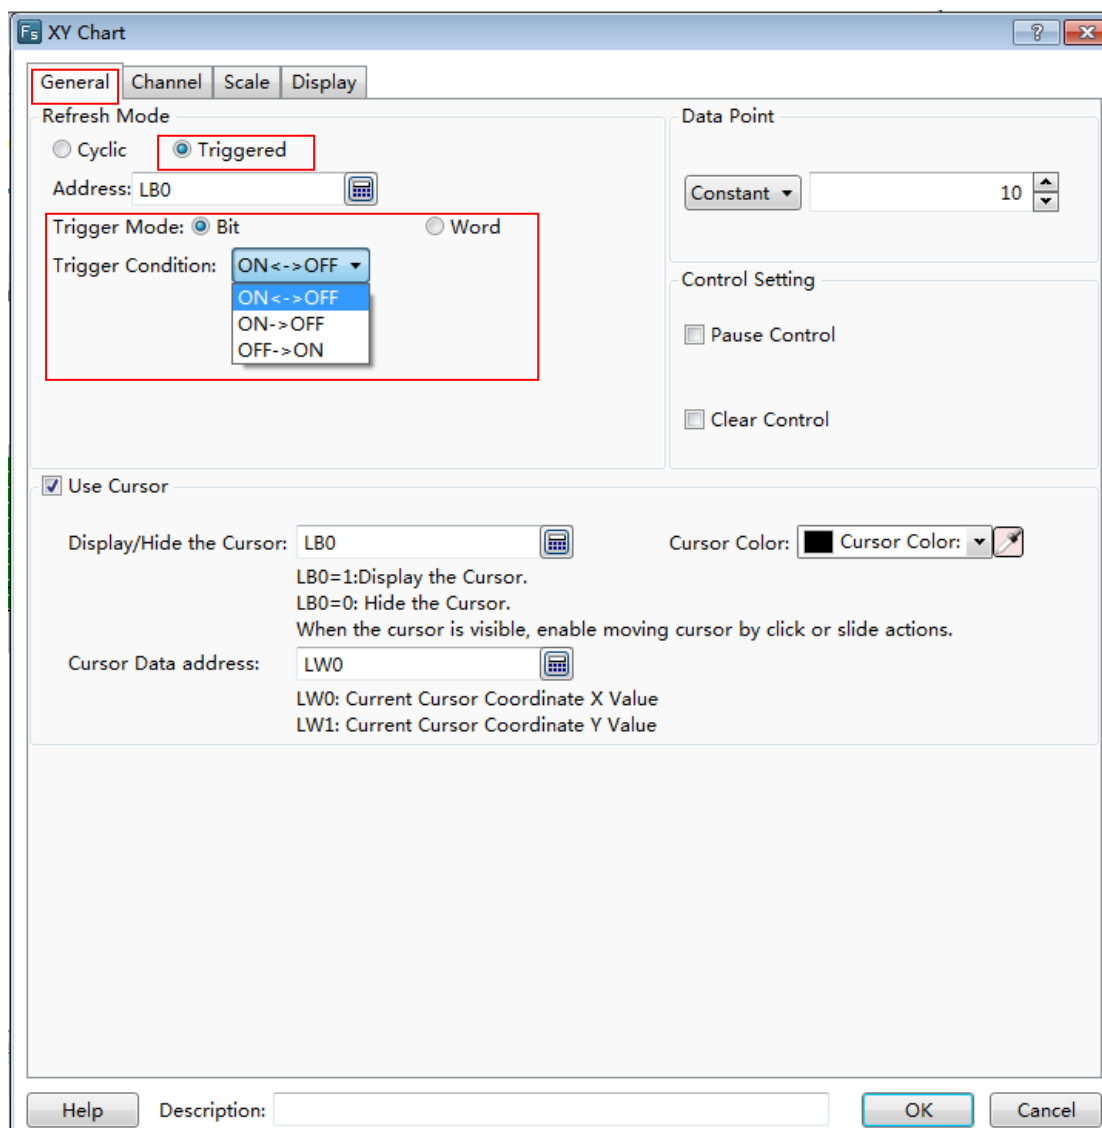 Fs XY Chart ?
General Channel Scale Display
Refresh Mode
Cyclic Triggered
Address: LB0
Trigger Mode: Bit Word
Trigger Condition: ON<->OFF
ON<->OFF
ON->OFF
OFF->ON
Data Point
Constant 10
Control Setting
Pause Control
Clear Control
Use Cursor
Display/Hide the Cursor: LB0 Cursor Color: Cursor Color:
LB0=1:Display the Cursor.
LB0=0: Hide the Cursor.
When the cursor is visible, enable moving cursor by click or slide actions.
Cursor Data address: LW0
LW0: Current Cursor Coordinate X Value
LW1: Current Cursor Coordinate Y Value
Help Description: OK Cancel